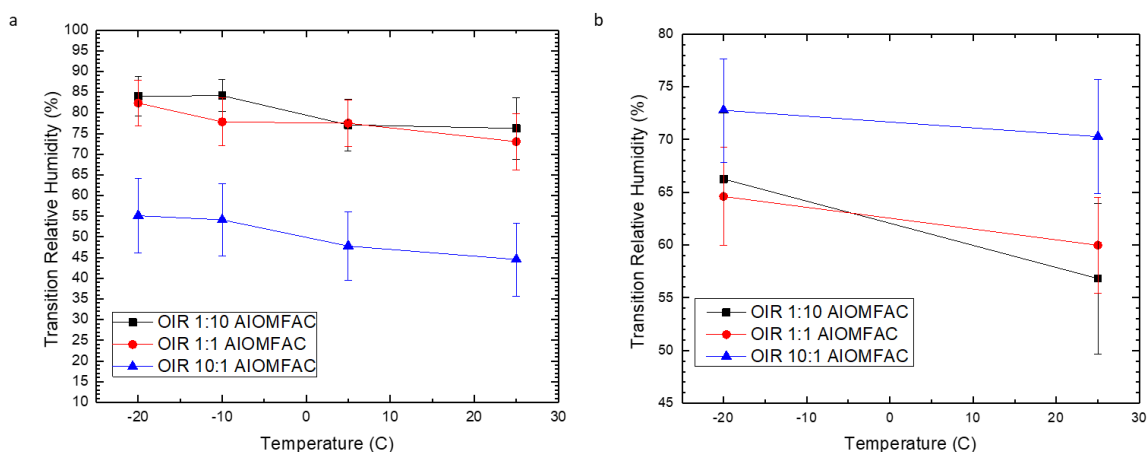 a
Transition Relative Humidity (%)
100
95
90
85
80
75
70
65
60
55
50
45
40
35
30
25
20
15
10
OIR 1:10 AIOMFAC
OIR 1:1 AIOMFAC
OIR 10:1 AIOMFAC
-20 -10 0 5 10 15 20 25 30
Temperature (C)
b
Transition Relative Humidity (%)
80
75
70
65
60
55
50
45
OIR 1:10 AIOMFAC
OIR 1:1 AIOMFAC
OIR 10:1 AIOMFAC
-20 -10 0 10 20 30
Temperature (C)